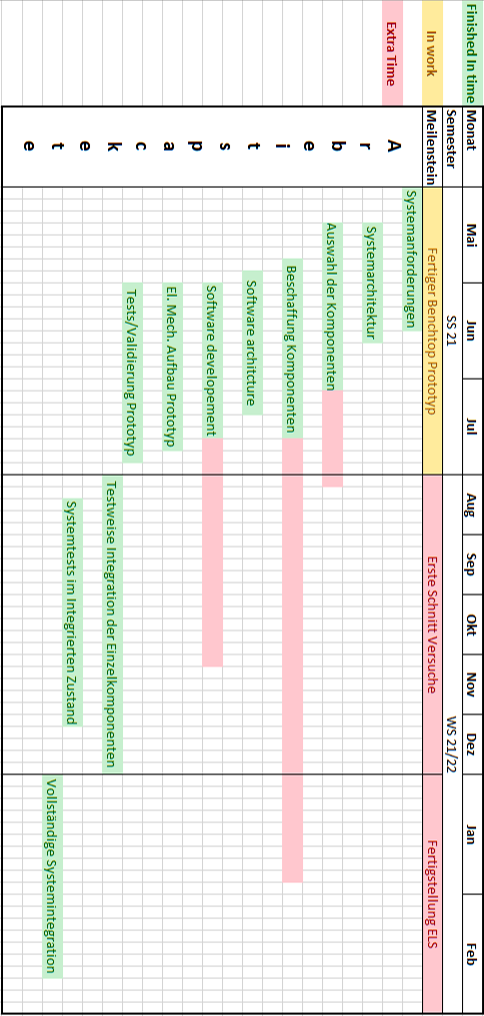 Finished In time
In work
Extra Time
Monat
Mai
Jun
Jul
Aug
Sep
Okt
Nov
Dez
Jan
Feb
Semester
SS 21
WS 21/22
Meilenstein
Fertiger Benchtop Prototyp
Erste Schnitt Versuche
Fertigstellung ELS
A r b e i t s p a c k e t e
Systemanforderungen
Systemarchitektur
Auswahl der Komponenten
Beschaffung Komponenten
Software architcture
Software developement
El. Mech. Aufbau Prototyp
Tests/Validierung Prototyp
Testweise Integration der Einzelkomponenten
Systemtests im Integrierten Zustand
Vollständige Systemintegration